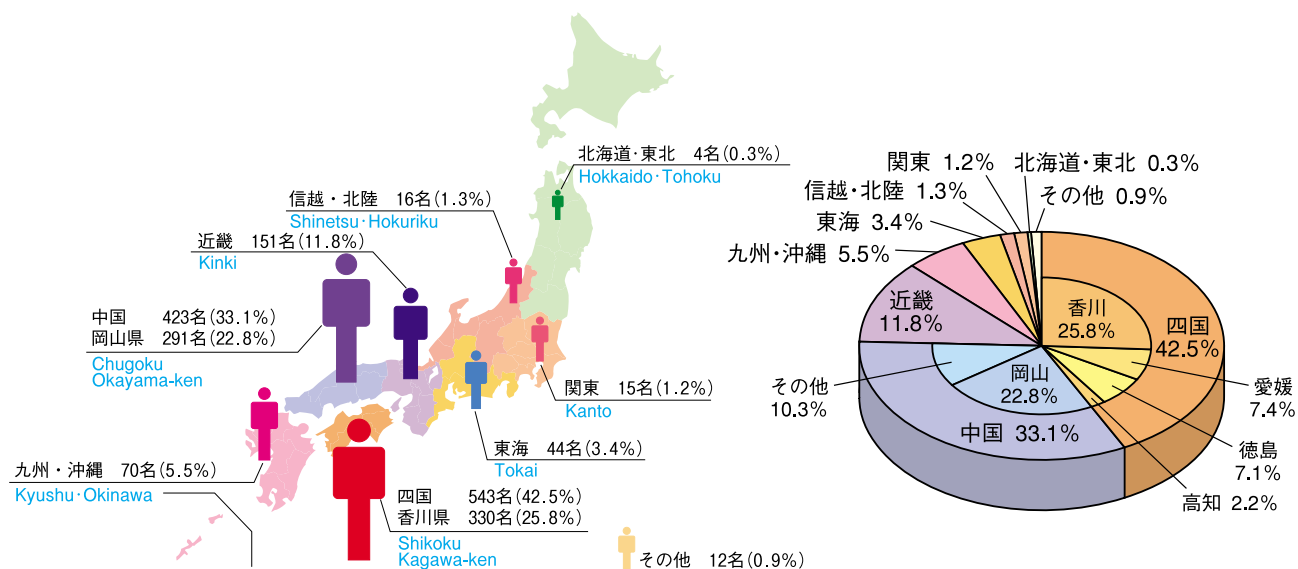 北海道・東北 4名(0.3%)
Hokkaido・Tohoku
信越・北陸 16名(1.3%)
Shinetsu・Hokuriku
近畿 151名(11.8%)
Kinki
中国 423名(33.1%)
岡山県 291名(22.8%)
Chugoku
Okayama-ken
関東 15名(1.2%)
Kanto
東海 44名(3.4%)
Tokai
九州・沖縄 70名(5.5%)
Kyushu・Okinawa
四国 543名(42.5%)
香川県 330名(25.8%)
Shikoku
Kagawa-ken
その他 12名(0.9%)
関東 1.2%
北海道・東北 0.3%
信越・北陸 1.3%
その他 0.9%
東海 3.4%
九州・沖縄 5.5%
近畿
11.8%
香川
25.8%
四国
42.5%
その他
10.3%
岡山
22.8%
愛媛
7.4%
中国 33.1%
徳島
7.1%
高知 2.2%